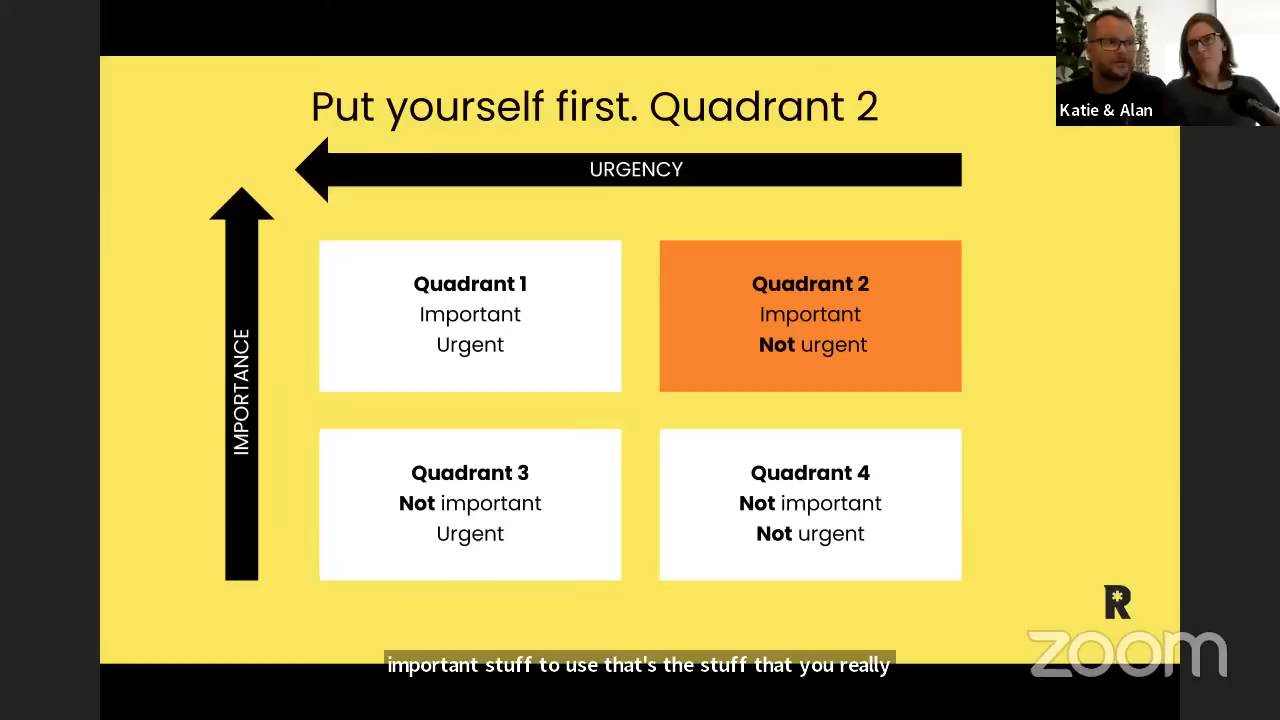 Put yourself first. Quadrant 2
Katie & Alan
URGENCY
IMPORTANCE
Quadrant 1
Important
Urgent
Quadrant 2
Important
Not urgent
Quadrant 3
Not important
Urgent
Quadrant 4
Not important
Not urgent
R
zoom
important stuff to use that's the stuff that you really